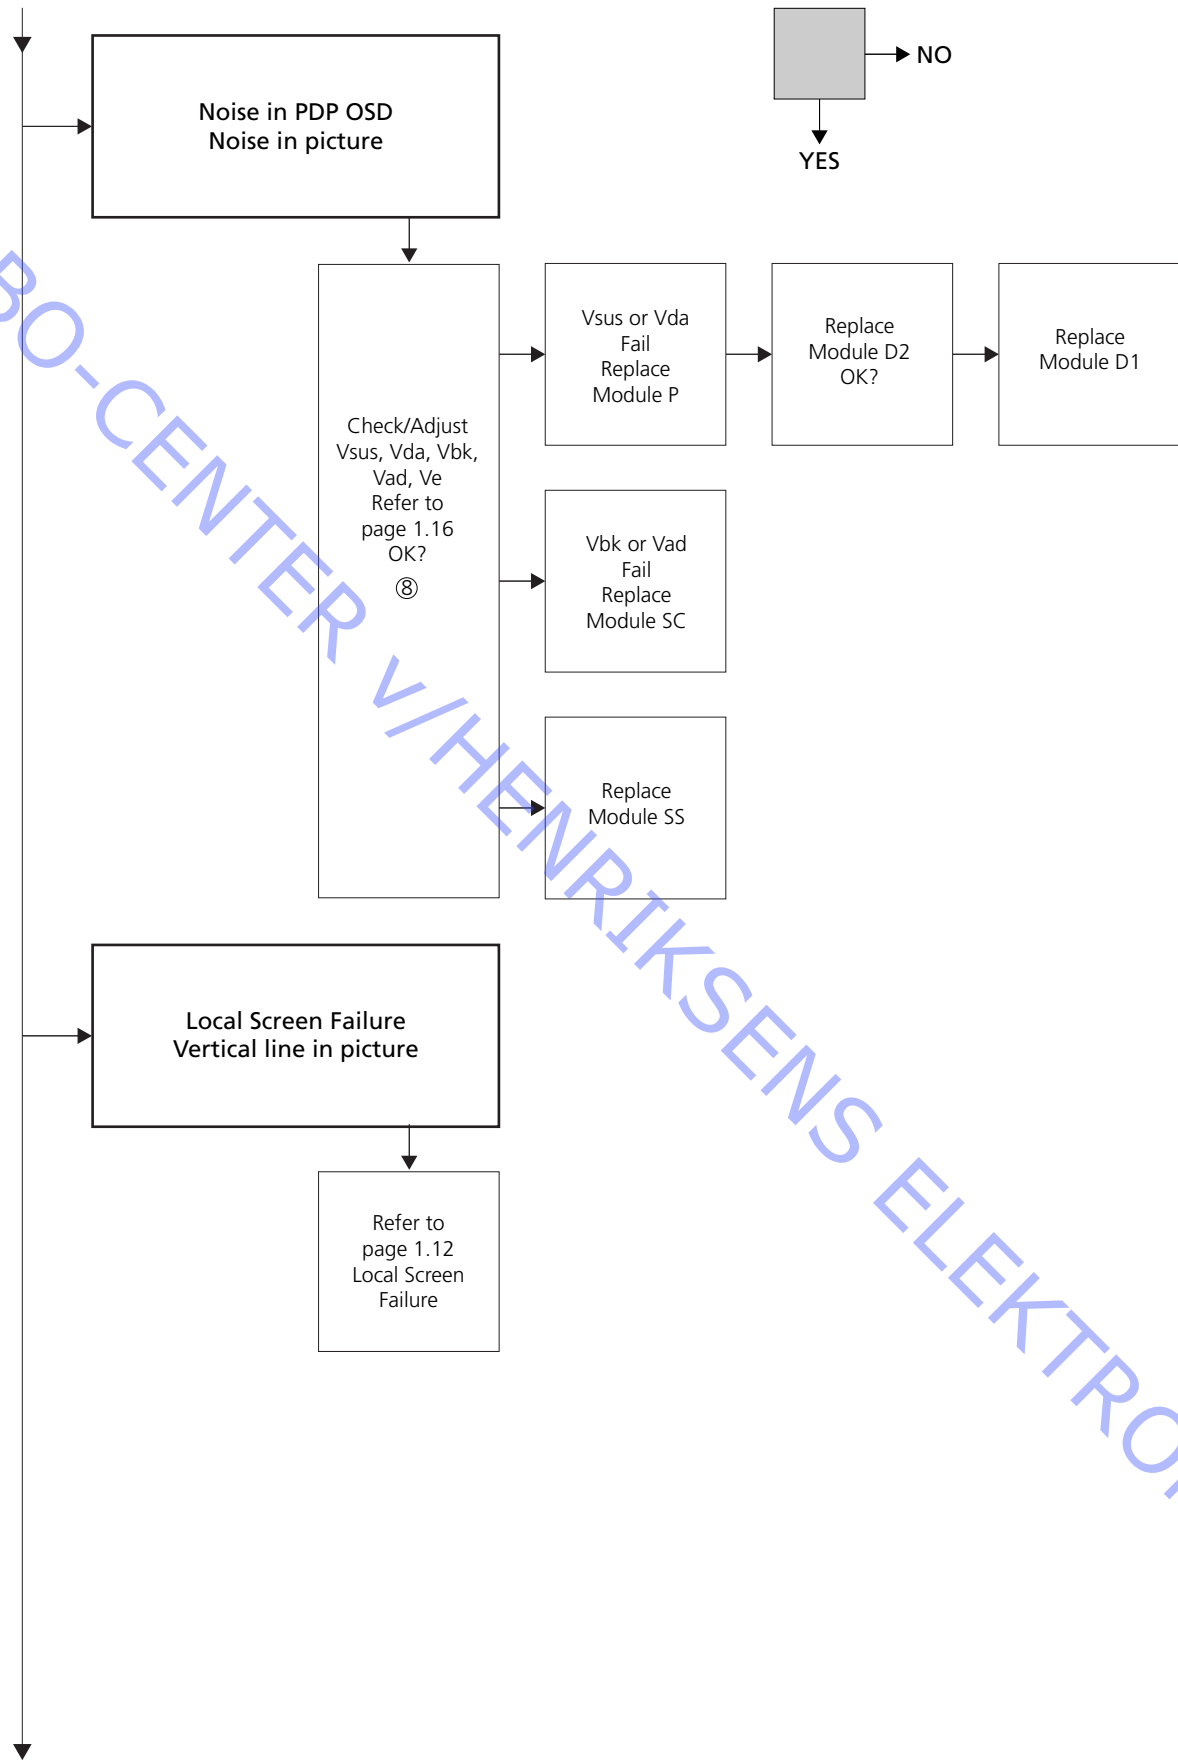 NO
YES
Noise in PDP OSD
Noise in picture
Check/Adjust
Vsus, Vda, Vbk,
Vad, Ve
Refer to
page 1.16
OK?
⑧
Vsus or Vda
Fail
Replace
Module P
Replace
Module D2
OK?
Replace
Module D1
Vbk or Vad
Fail
Replace
Module SC
Replace
Module SS
Local Screen Failure
Vertical line in picture
Refer to
page 1.12
Local Screen
Failure
BO-CENTER v/HENRIKSENS ELEKTRO